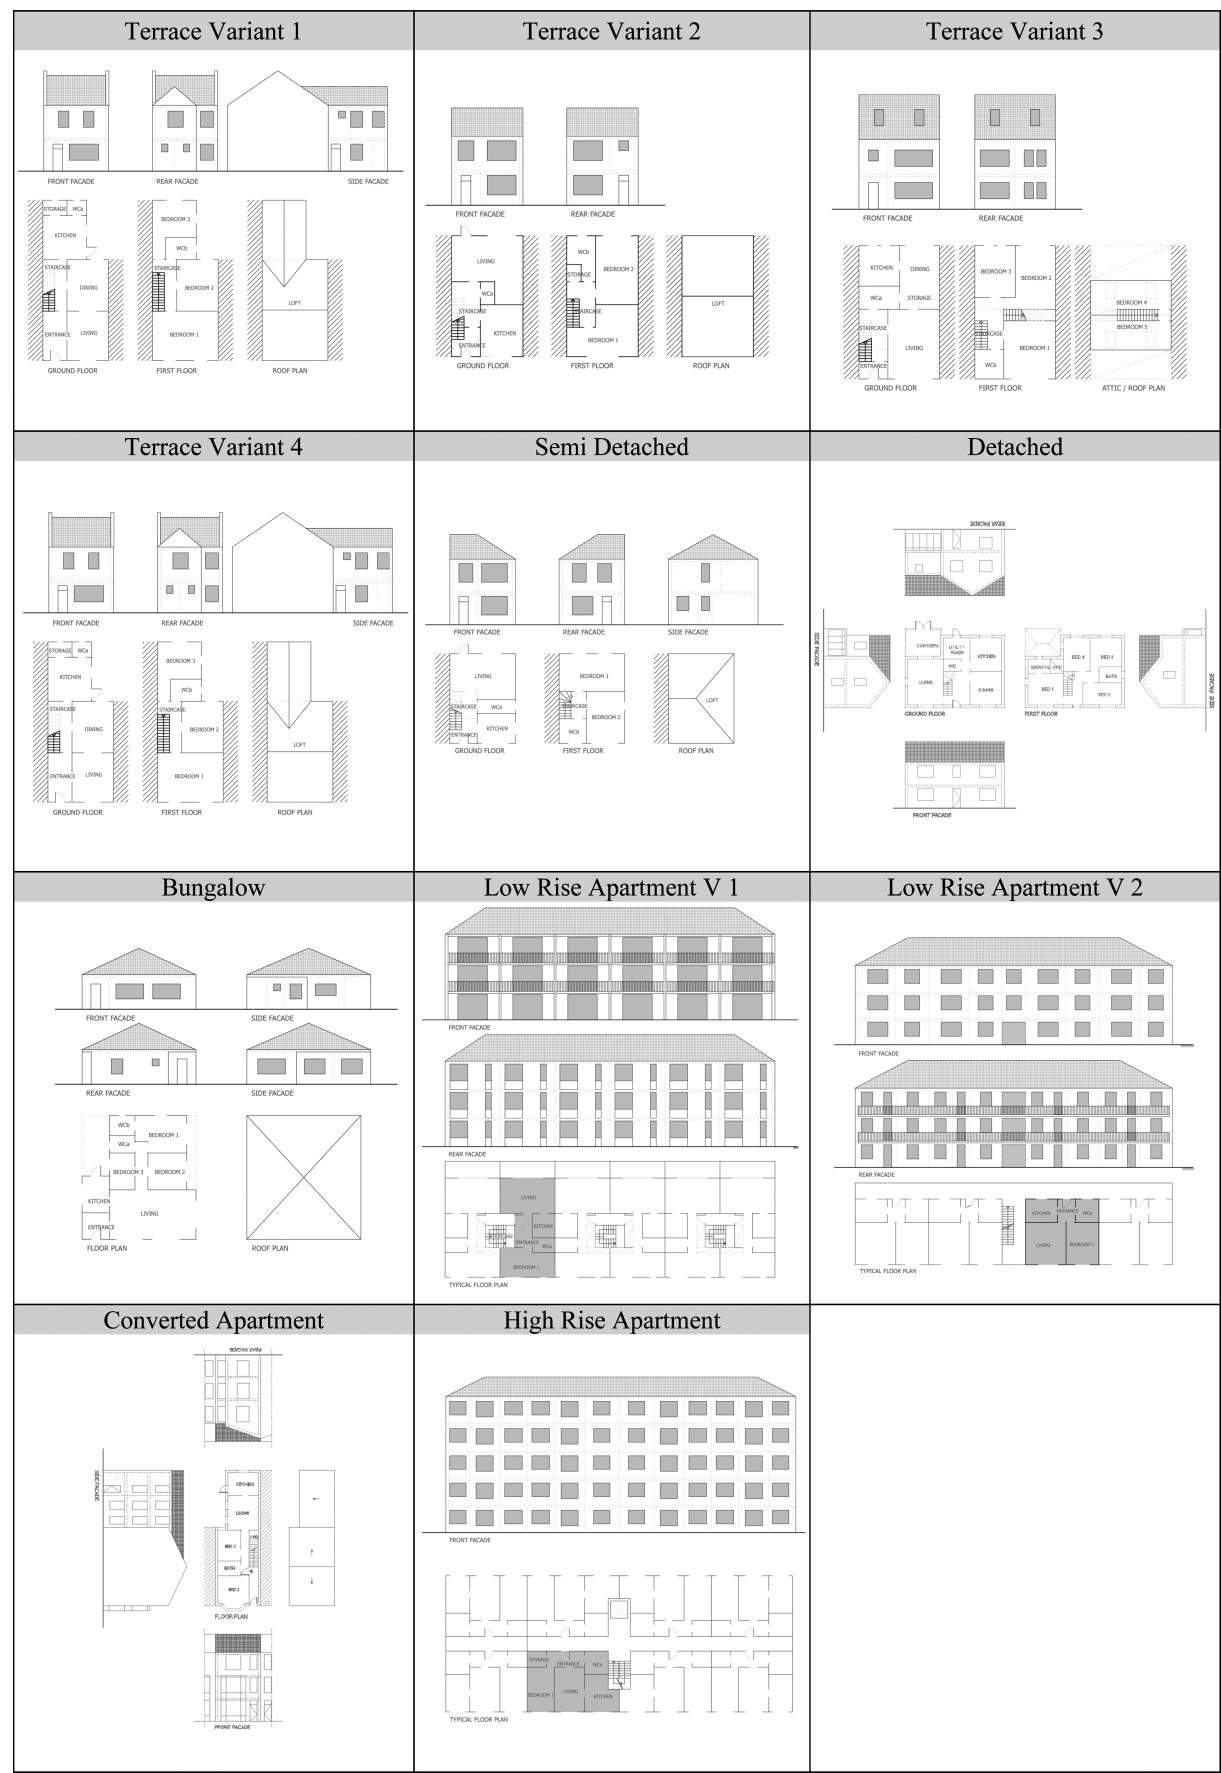 Terrace Variant 1
FRONT FACADE
REAR FACADE
SIDE FACADE
STORAGE
WCa
KITCHEN
STAIRCASE
DINING
ENTRANCE
LIVING
GROUND FLOOR
BEDROOM 3
WCb
STAIRCASE
BEDROOM 2
BEDROOM 1
FIRST FLOOR
LOFT
ROOF PLAN
Terrace Variant 2
FRONT FACADE
REAR FACADE
LIVING
WCa
STAIRCASE
KITCHEN
ENTRANCE
GROUND FLOOR
WCb
BEDROOM 2
STORAGE
STAIRCASE
BEDROOM 1
FIRST FLOOR
LOFT
ROOF PLAN
Terrace Variant 3
FRONT FACADE
REAR FACADE
KITCHEN
DINING
WCa
STORAGE
STAIRCASE
LIVING
ENTRANCE
GROUND FLOOR
BEDROOM 3
BEDROOM 2
STAIRCASE
BEDROOM 1
WCb
FIRST FLOOR
BEDROOM 4
BEDROOM 5
ATTIC / ROOF PLAN
Terrace Variant 4
FRONT FACADE
REAR FACADE
SIDE FACADE
STORAGE
WCa
KITCHEN
STAIRCASE
DINING
ENTRANCE
LIVING
GROUND FLOOR
BEDROOM 3
WCb
STAIRCASE
BEDROOM 2
BEDROOM 1
FIRST FLOOR
LOFT
ROOF PLAN
Semi Detached
FRONT FACADE
REAR FACADE
SIDE FACADE
LIVING
STAIRCASE
WCa
ENTRANCE
KITCHEN
GROUND FLOOR
BEDROOM 1
STAIRCASE
BEDROOM 2
WCb
FIRST FLOOR
LOFT
ROOF PLAN
Detached
REAR FACADE
SIDE FACADE
CONSERV.
UTILITY
ROOM
KITCHEN
WC
LIVING
DINING
GROUND FLOOR
BED 4
BED 3
ENSUITE
CPD
BATH
BED 1
BED 2
FIRST FLOOR
SIDE FACADE
FRONT FACADE
Bungalow
FRONT FACADE
SIDE FACADE
REAR FACADE
SIDE FACADE
WCb
BEDROOM 1
WCa
BEDROOM 3
BEDROOM 2
KITCHEN
LIVING
ENTRANCE
FLOOR PLAN
ROOF PLAN
Low Rise Apartment V 1
FRONT FACADE
REAR FACADE
LIVING
KITCHEN
STAIRCASE
ENTRANCE
WCa
BEDROOM 1
TYPICAL FLOOR PLAN
Low Rise Apartment V 2
FRONT FACADE
REAR FACADE
KITCHEN
ENTRANCE
WCa
LIVING
BEDROOM 1
TYPICAL FLOOR PLAN
Converted Apartment
REAR FACADE
SIDE FACADE
KITCHEN
LIVING
CPD
BED 2
BATH
BED 1
FLOOR PLAN
FRONT FACADE
High Rise Apartment
FRONT FACADE
STORAGE
ENTRANCE
WCa
BEDROOM 1
LIVING
KITCHEN
TYPICAL FLOOR PLAN